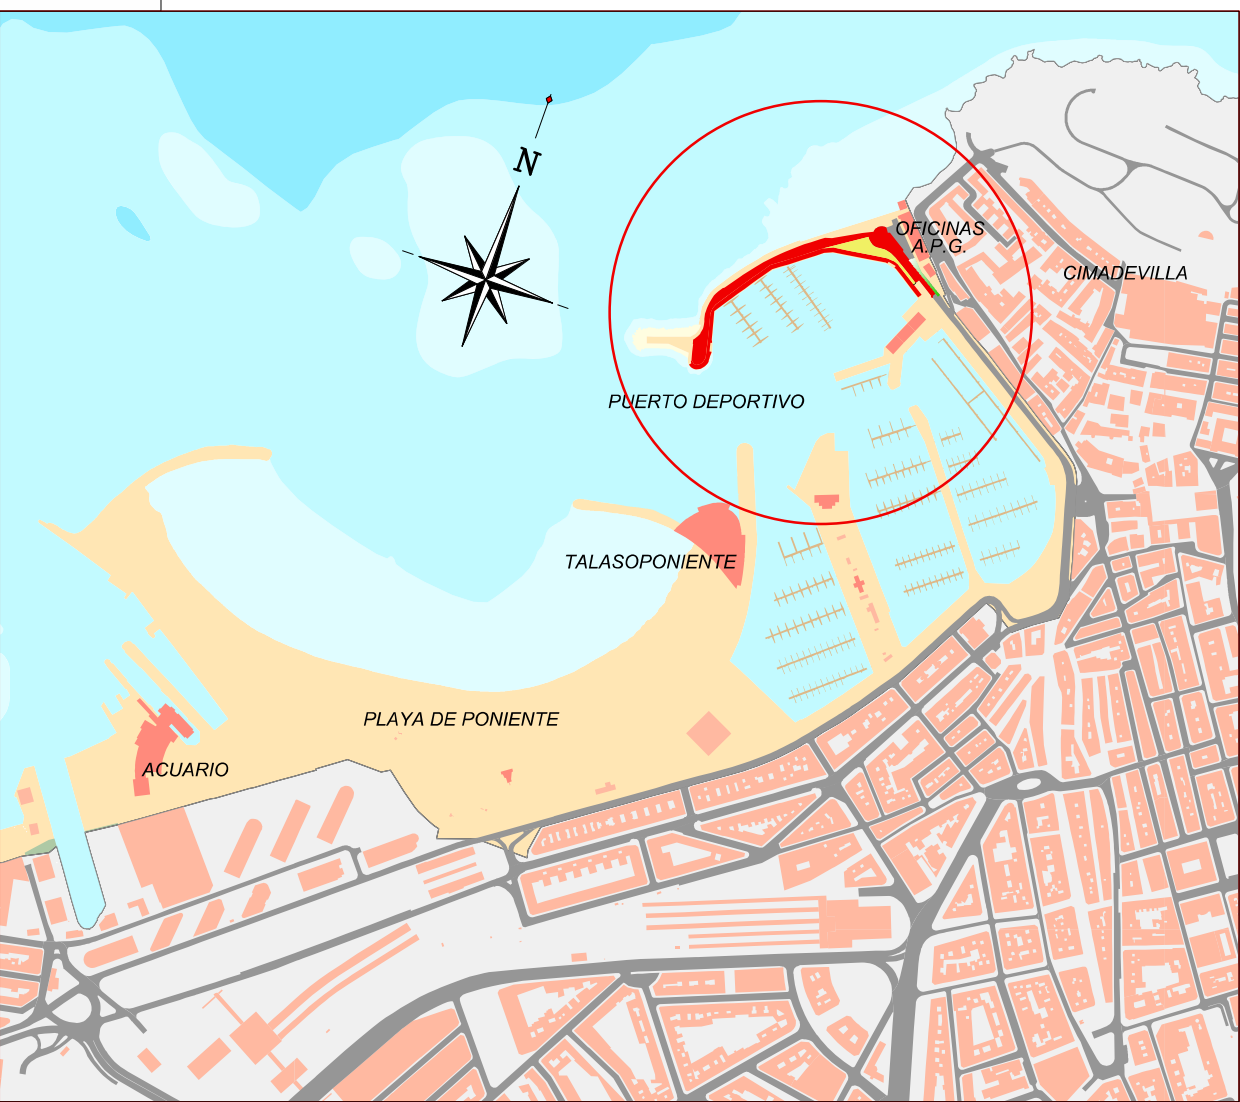 N
OFICINAS
A.P.G.
CIMADEVILLA
PUERTO DEPORTIVO
TALASOPONIENTE
PLAYA DE PONIENTE
ACUARIO